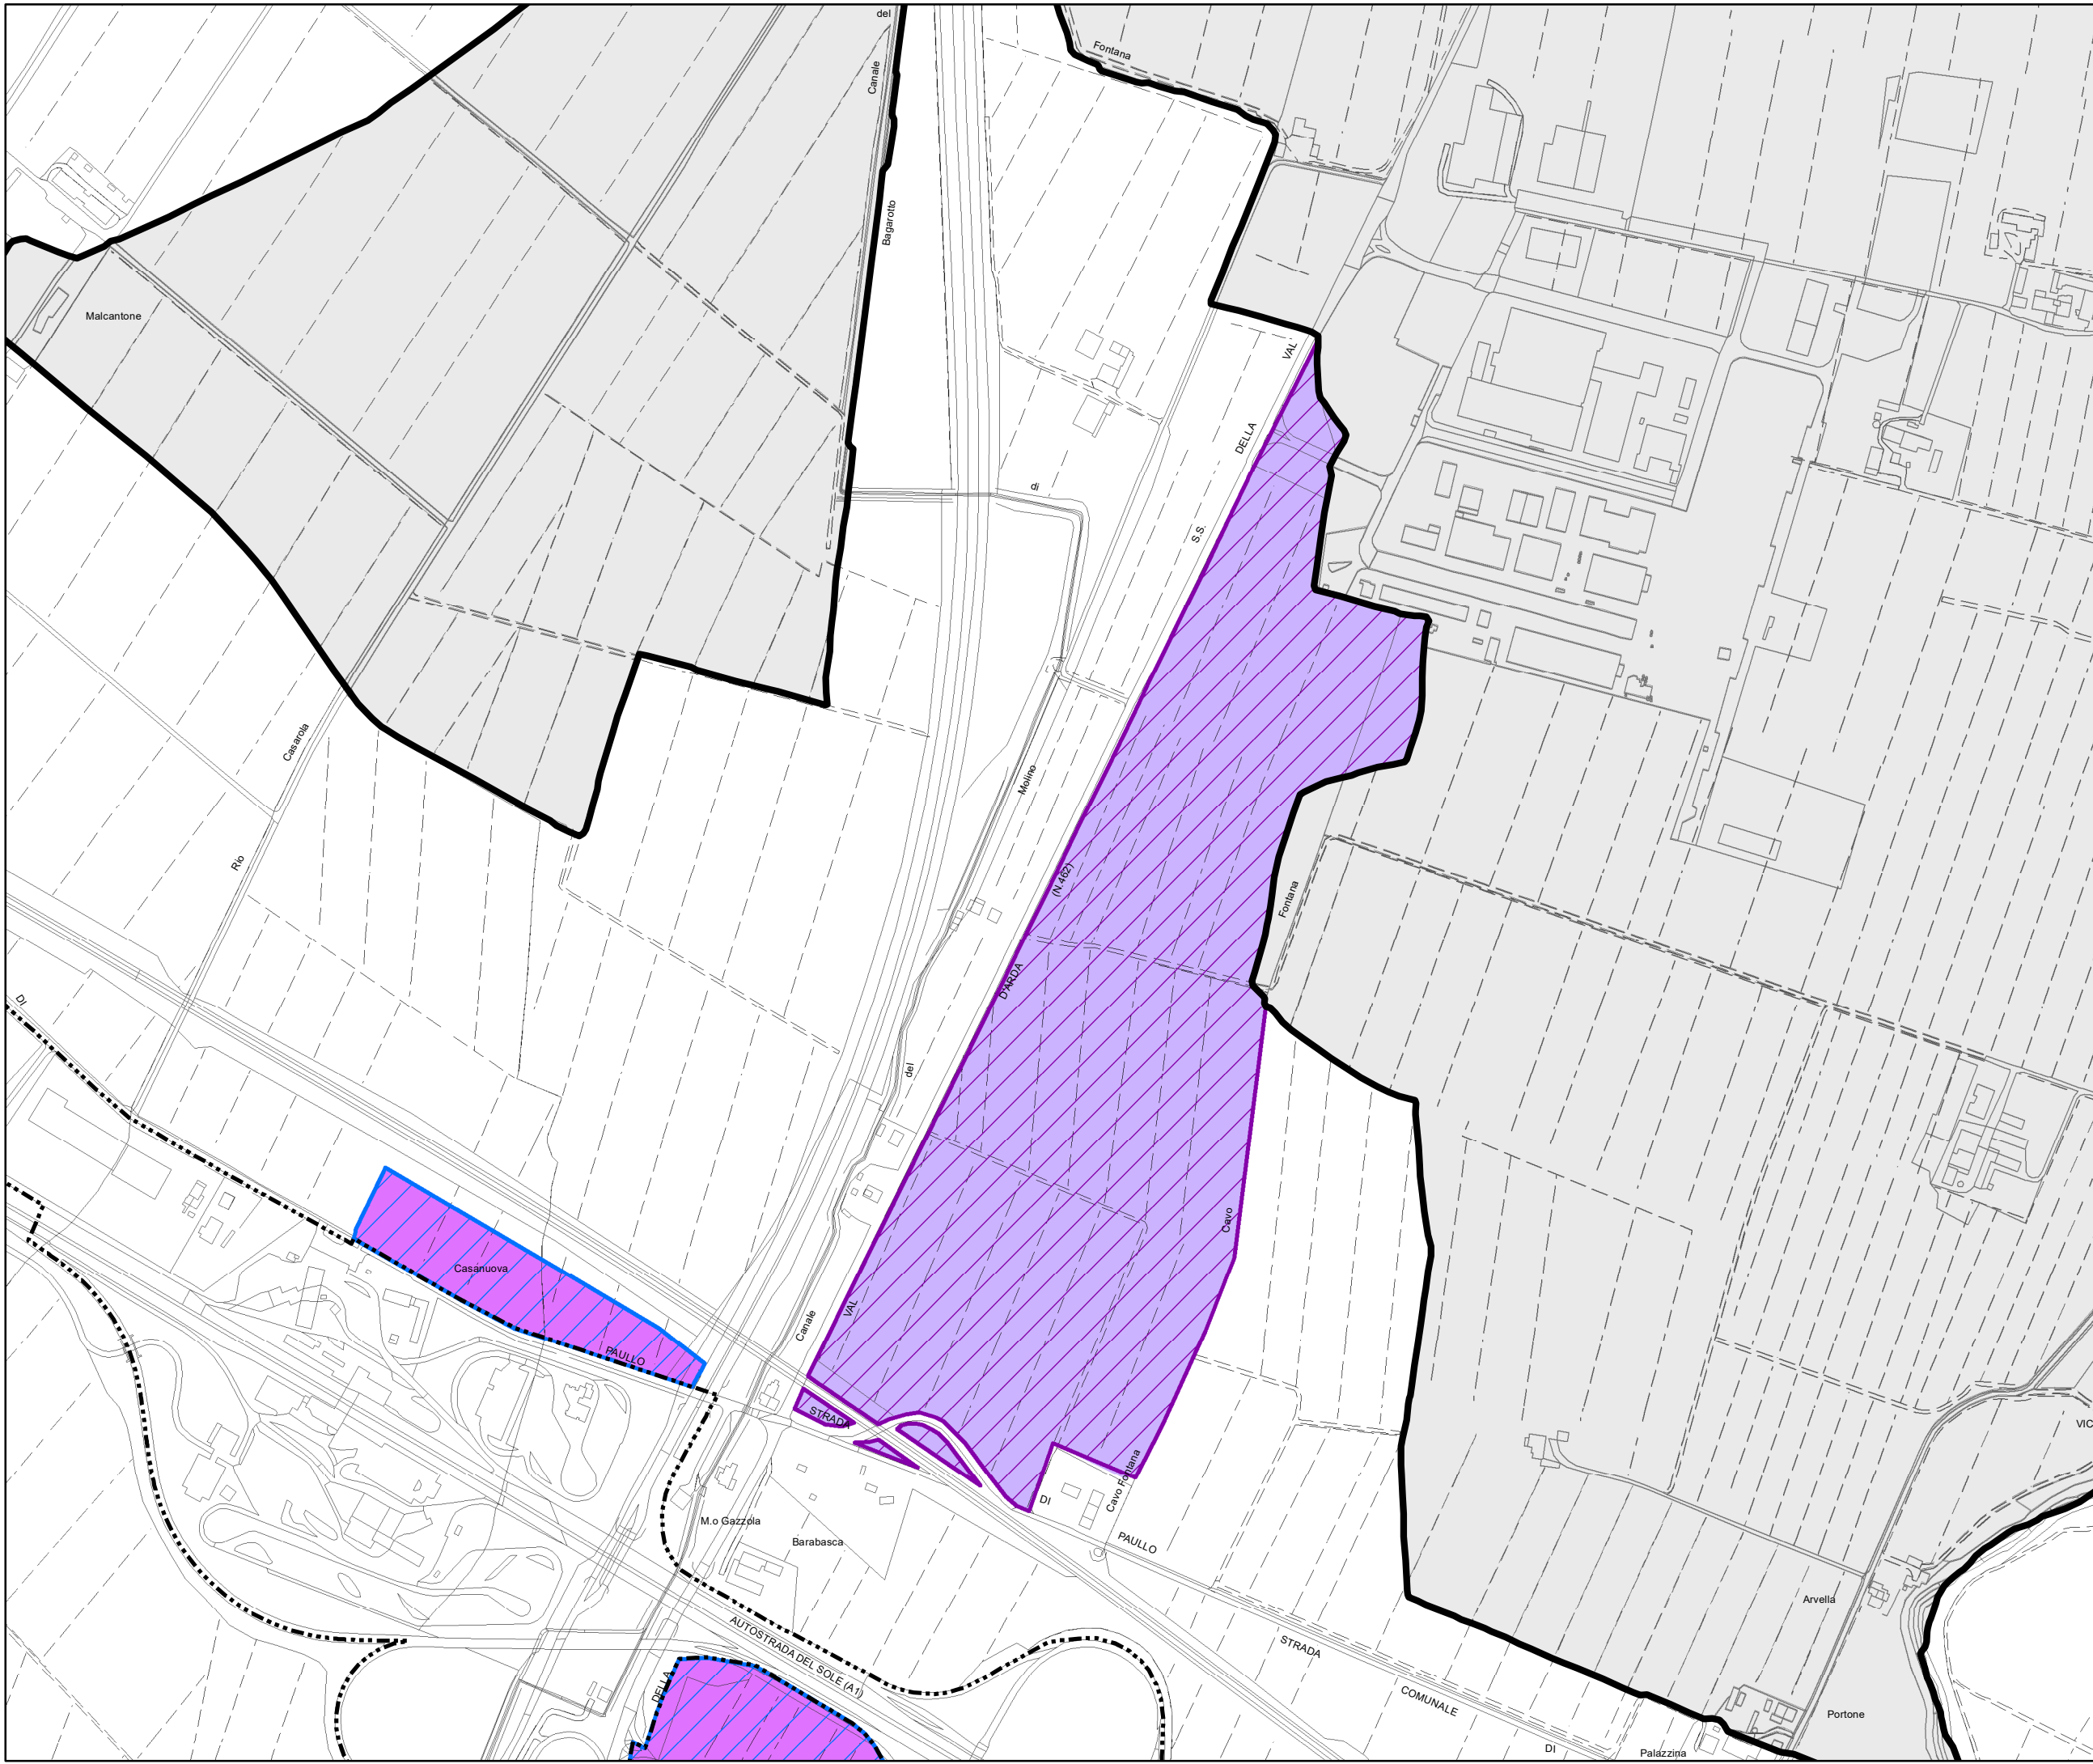 del
Fontana
Canale
Bagarotto
Malcantone
VAL
DELLA
di
S.S.
Casarola
Molino
Rio
(N.462)
Fontana
D'ARDA
DI
del
Cavo
Casanuova
VAL
Canale
PAULLO
STRADA
VIC
Cavo Fontana
DI
M.o Gazzola
Barabasca
PAULLO
Arvella
AUTOSTRADA DEL SOLE (A1)
STRADA
DELLA
COMUNALE
Portone
DI
Palazzina